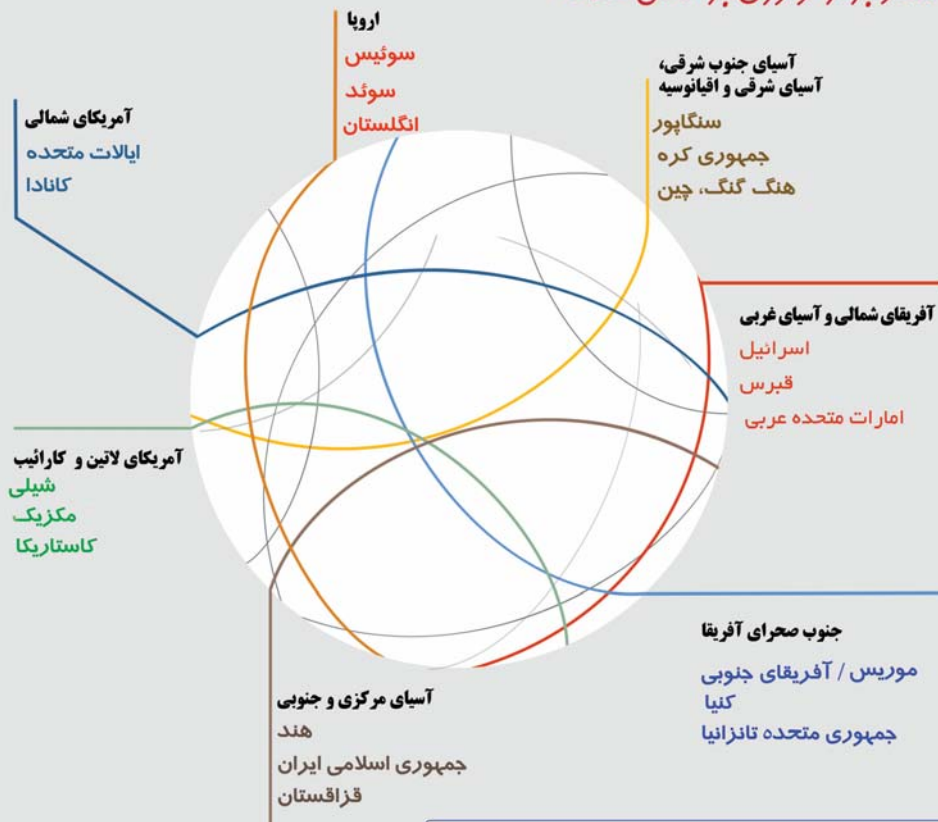 اروپا
سوئیس
سوئد
انگلستان
آسیای جنوب شرقی،
آسیای شرقی و اقیانوسیه
سنگاپور
جمهوری کره
هنگ گنگ، چین
آمریکای شمالی
ایالات متحده
کانادا
آفریقای شمالی و آسیای غربی
اسرائیل
قبرس
امارات متحده عربی
آمریکای لاتین و کارائیب
شیلی
مکزیک
کاستاریکا
جنوب صحرای آفریقا
موریس / آفریقای جنوبی
کنیا
جمهوری متحده تانزانیا
آسیای مرکزی و جنوبی
هند
جمهوری اسلامی ایران
قزاقستان